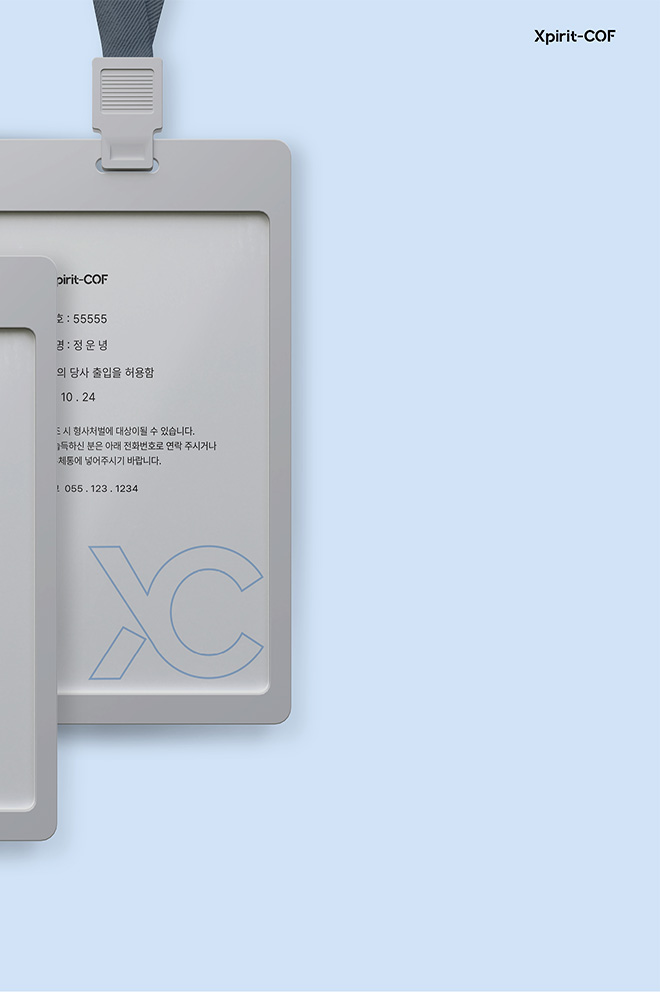 Xpirit-COF
pirit-COF
호 : 55555
명 : 정 운 녕
의 당사 출입을 허용함
10 . 24
시 형사처벌에 대상이될 수 있습니다.
습득하신 분은 아래 전화번호로 연락 주시거나
체통에 넣어주시기 바랍니다.
055 . 123 . 1234
XC